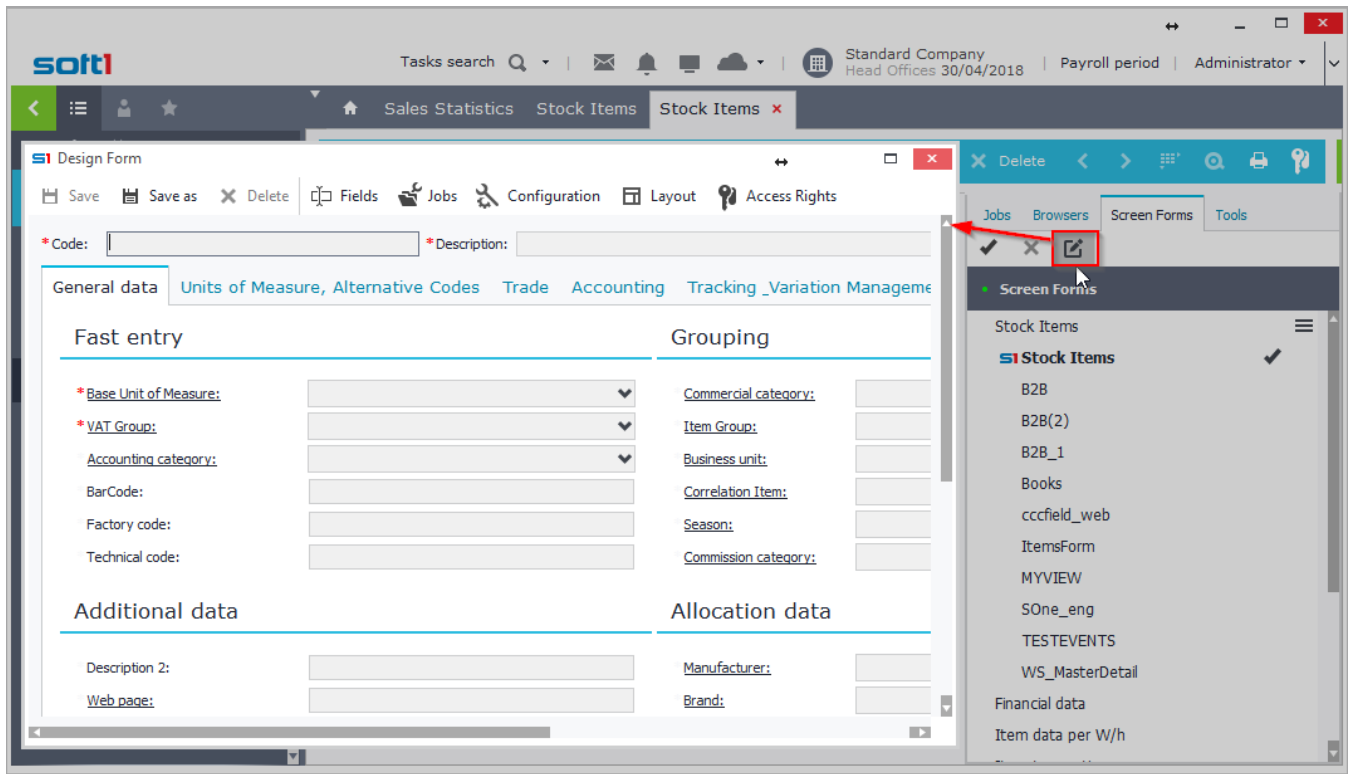 soft1
Tasks search
Standard Company
Head Offices 30/04/2018
Payroll period
Administrator
Sales Statistics
Stock Items
Stock Items
S1 Design Form
Save
Save as
Delete
Fields
Jobs
Configuration
Layout
Access Rights
* Code:
* Description:
General data
Units of Measure, Alternative Codes
Trade
Accounting
Tracking _Variation Manageme
Fast entry
* Base Unit of Measure:
* VAT Group:
Accounting category:
BarCode:
Factory code:
Technical code:
Grouping
Commercial category:
Item Group:
Business unit:
Correlation Item:
Season:
Commission category:
Additional data
Description 2:
Web page:
Allocation data
Manufacturer:
Brand:
Delete
Jobs
Browsers
Screen Forms
Tools
Screen Forms
Stock Items
S1 Stock Items
B2B
B2B(2)
B2B_1
Books
cccfield_web
ItemsForm
MYVIEW
SOne_eng
TESTEVENTS
WS_MasterDetail
Financial data
Item data per W/h